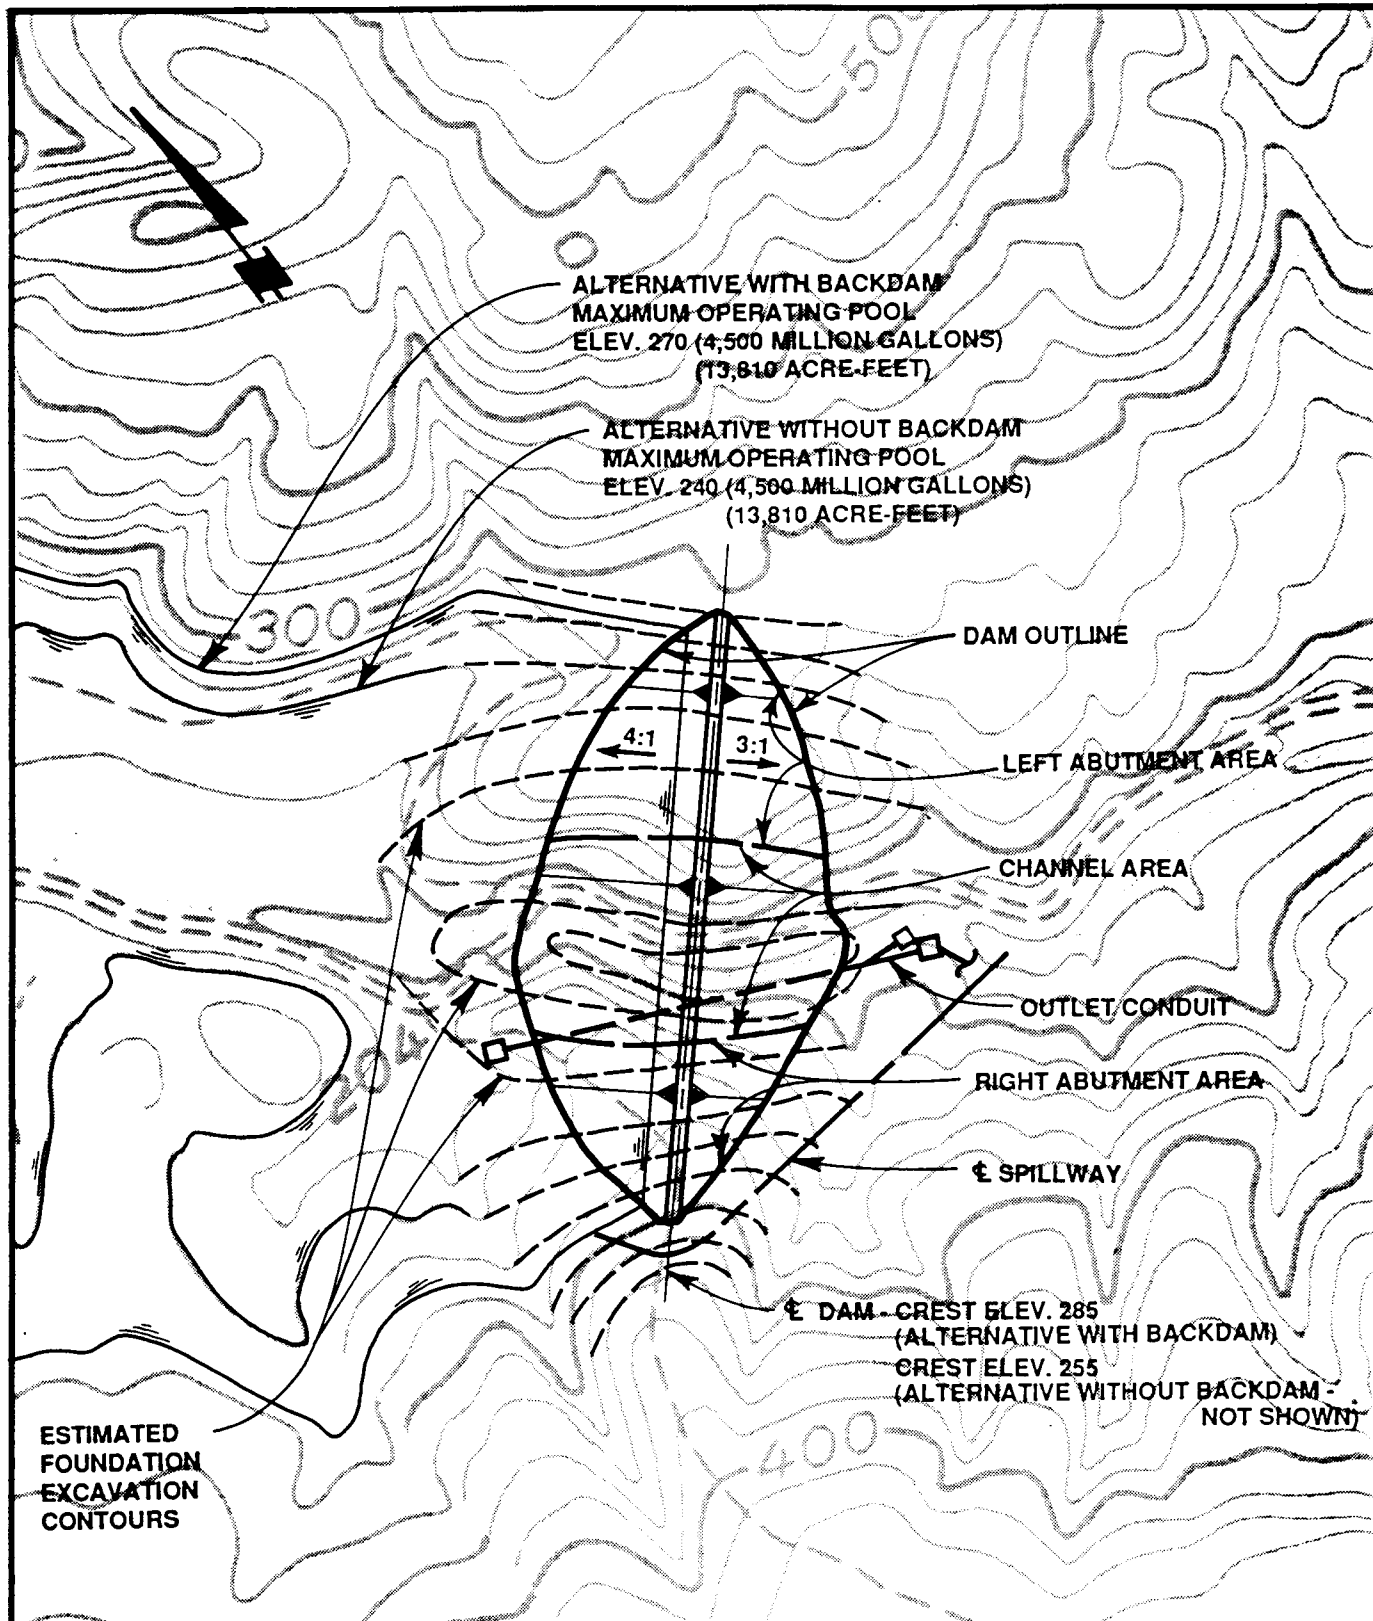 500
ALTERNATIVE WITH BACKDAM
MAXIMUM OPERATING POOL
ELEV. 270 (4,500 MILLION GALLONS)
(13,810 ACRE-FEET)
ALTERNATIVE WITHOUT BACKDAM
MAXIMUM OPERATING POOL
ELEV. 240 (4,500 MILLION GALLONS)
(13,810 ACRE-FEET)
300
DAM OUTLINE
4:1
3:1
LEFT ABUTMENT AREA
CHANNEL AREA
OUTLET CONDUIT
204
RIGHT ABUTMENT AREA
℄ SPILLWAY
℄ DAM - CREST ELEV. 285
(ALTERNATIVE WITH BACKDAM)
CREST ELEV. 255
(ALTERNATIVE WITHOUT BACKDAM -
NOT SHOWN)
400
ESTIMATED
FOUNDATION
EXCAVATION
CONTOURS